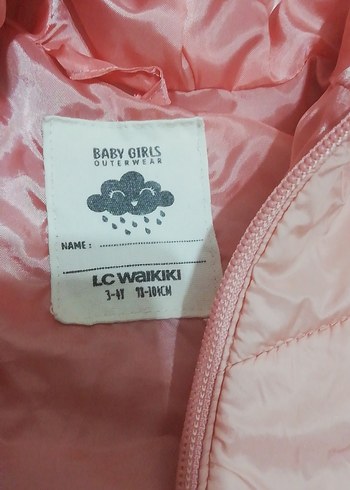 BABY GIRLS
OUTERWEAR
NAME :
LC WAIKIKI
3-4Y 98-104CM